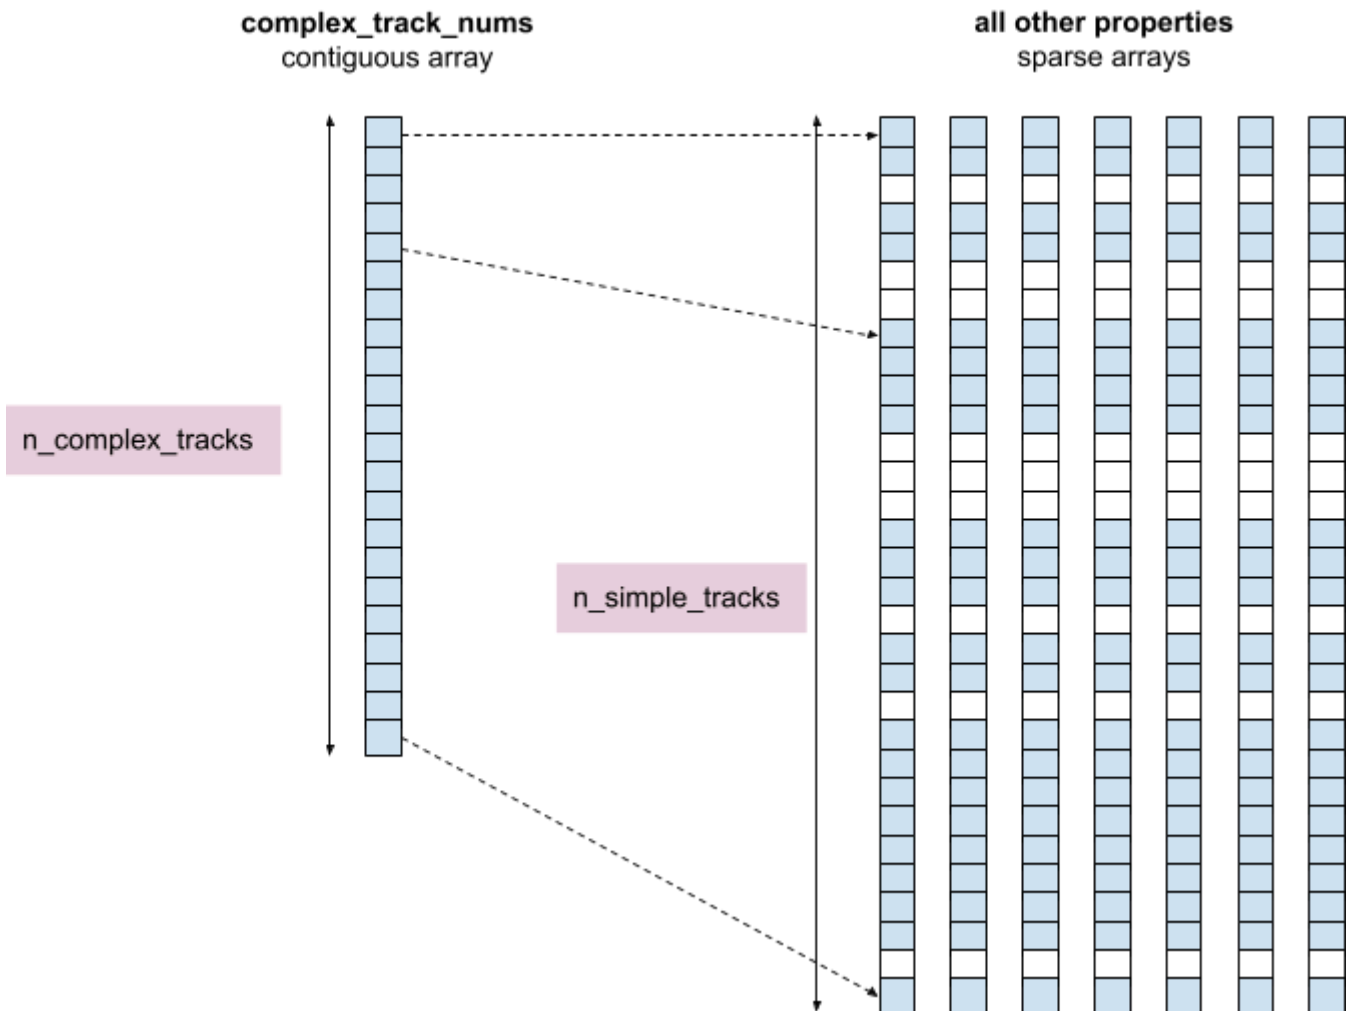 complex_track_nums
contiguous array
all other properties
sparse arrays
n_complex_tracks
n_simple_tracks